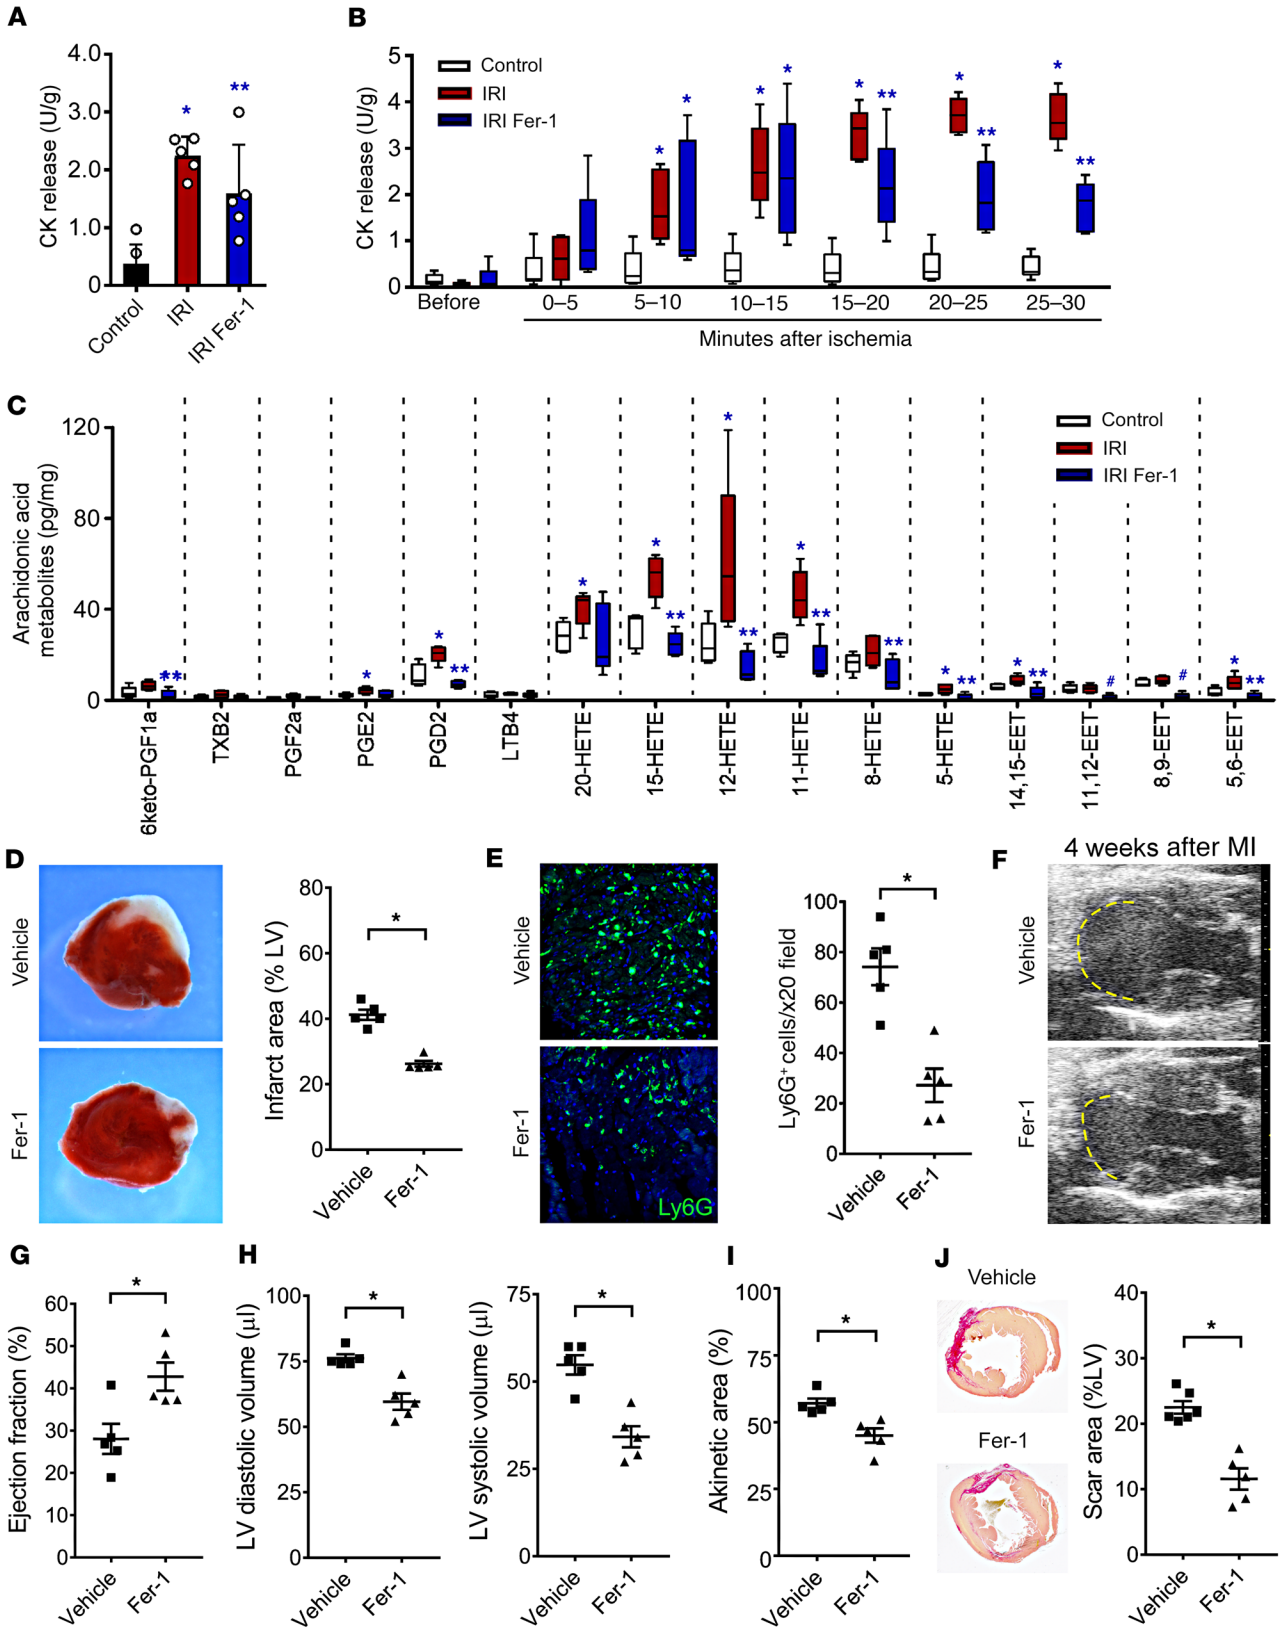 A
CK release (U/g)
4.0
3.0
2.0
1.0
0
*
**
Control
IRI
IRI Fer-1
B
CK release (U/g)
5
4
3
2
1
0
Control
IRI
IRI Fer-1
* * * * * ** * ** * **
Before 0–5 5–10 10–15 15–20 20–25 25–30
Minutes after ischemia
C
Arachidonic acid
metabolites (pg/mg)
120
80
40
0
Control
IRI
IRI Fer-1
** * * ** * * ** * ** * ** ** * ** * ** # # * **
6keto-PGF1a
TXB2
PGF2a
PGE2
PGD2
LTB4
20-HETE
15-HETE
12-HETE
11-HETE
8-HETE
5-HETE
14,15-EET
11,12-EET
8,9-EET
5,6-EET
D
Vehicle
Fer-1
Infarct area (% LV)
80
60
40
20
0
*
Vehicle
Fer-1
E
Vehicle
Fer-1
Ly6G
Ly6G+ cells/x20 field
100
80
60
40
20
0
*
Vehicle
Fer-1
F
4 weeks after MI
Vehicle
Fer-1
G
Ejection fraction (%)
60
50
40
30
20
10
0
*
Vehicle
Fer-1
H
LV diastolic volume (µl)
100
75
50
25
0
*
Vehicle
Fer-1
LV systolic volume (µl)
75
50
25
0
*
Vehicle
Fer-1
I
Akinetic area (%)
100
75
50
25
0
*
Vehicle
Fer-1
J
Vehicle
Fer-1
Scar area (%LV)
40
30
20
10
0
*
Vehicle
Fer-1